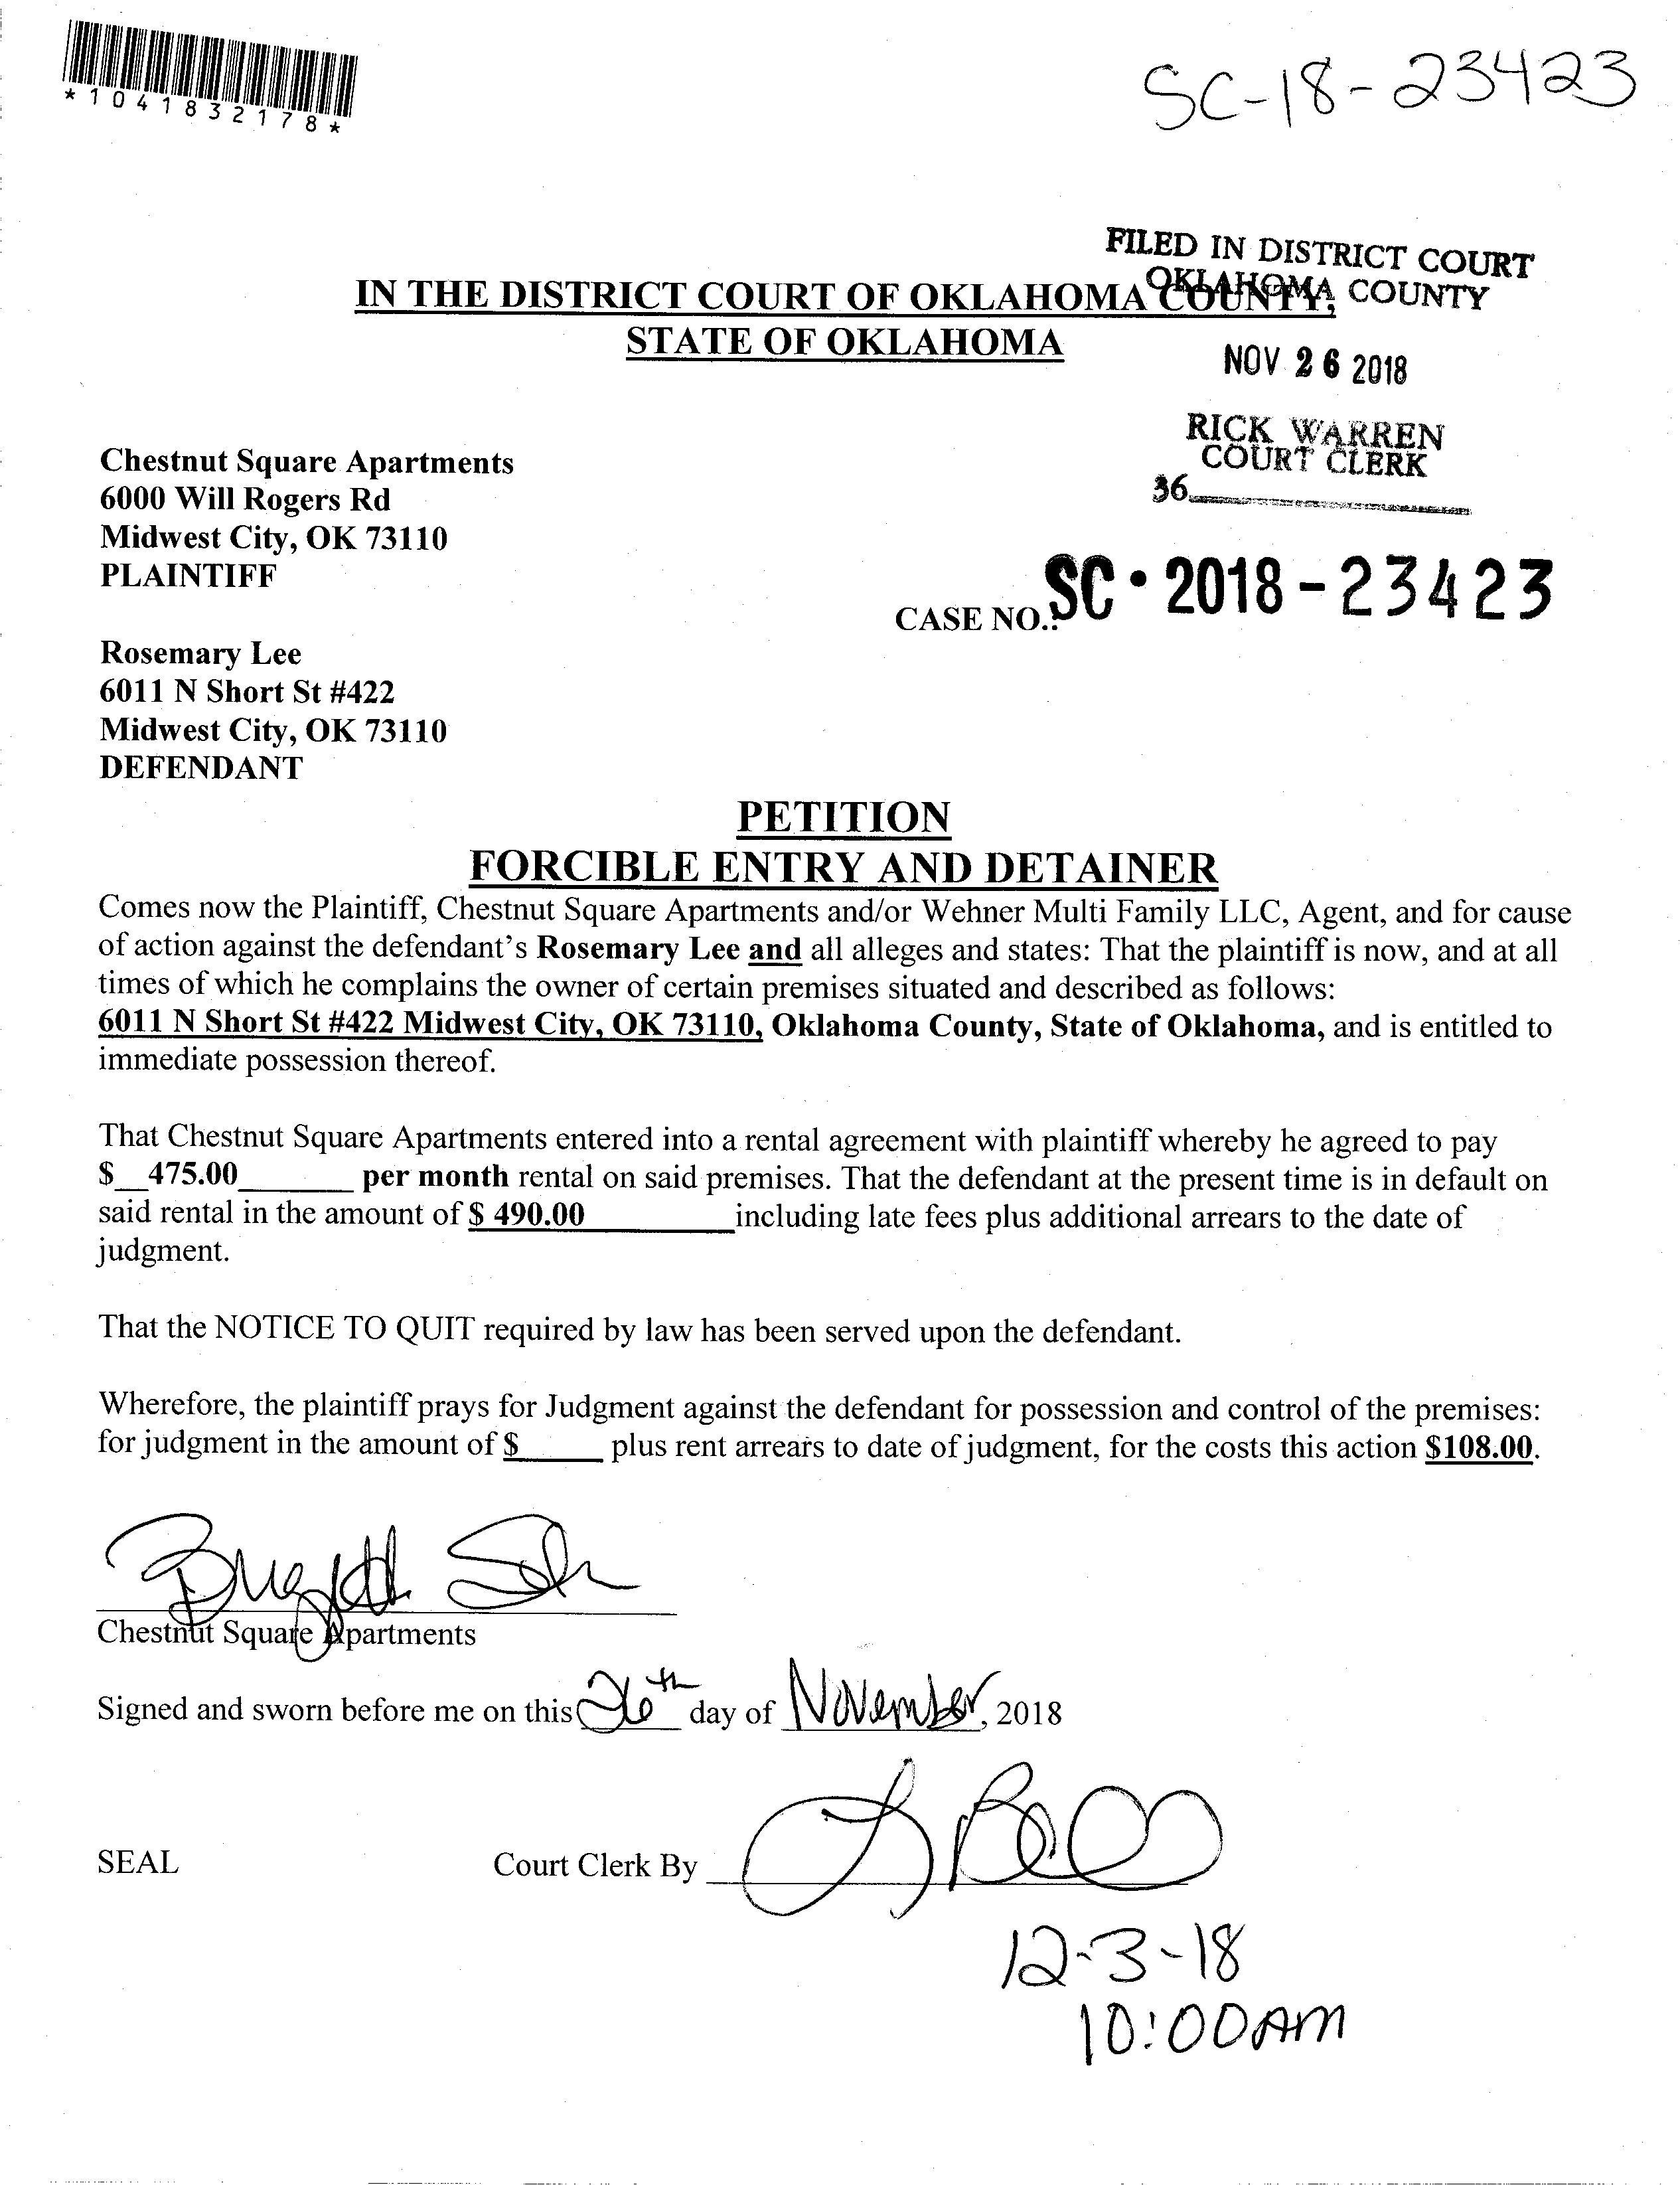 *1041832178*
SC-18-23423
FILED IN DISTRICT COURT
OKLAHOMA COUNTY
IN THE DISTRICT COURT OF OKLAHOMA COUNTY,
STATE OF OKLAHOMA
NOV 26 2018
RICK WARREN
COURT CLERK
36
Chestnut Square Apartments
6000 Will Rogers Rd
Midwest City, OK 73110
PLAINTIFF
CASE NO.: SC · 2018 - 23423
Rosemary Lee
6011 N Short St #422
Midwest City, OK 73110
DEFENDANT
PETITION
FORCIBLE ENTRY AND DETAINER
Comes now the Plaintiff, Chestnut Square Apartments and/or Wehner Multi Family LLC, Agent, and for cause
of action against the defendant's Rosemary Lee and all alleges and states: That the plaintiff is now, and at all
times of which he complains the owner of certain premises situated and described as follows:
6011 N Short St #422 Midwest City, OK 73110, Oklahoma County, State of Oklahoma, and is entitled to
immediate possession thereof.
That Chestnut Square Apartments entered into a rental agreement with plaintiff whereby he agreed to pay
$__475.00_______ per month rental on said premises. That the defendant at the present time is in default on
said rental in the amount of $ 490.00 including late fees plus additional arrears to the date of
judgment.
That the NOTICE TO QUIT required by law has been served upon the defendant.
Wherefore, the plaintiff prays for Judgment against the defendant for possession and control of the premises:
for judgment in the amount of $_____ plus rent arrears to date of judgment, for the costs this action $108.00.
Chestnut Square Apartments
Signed and sworn before me on this 26th day of November, 2018
SEAL Court Clerk By
12-3-18
10:00AM